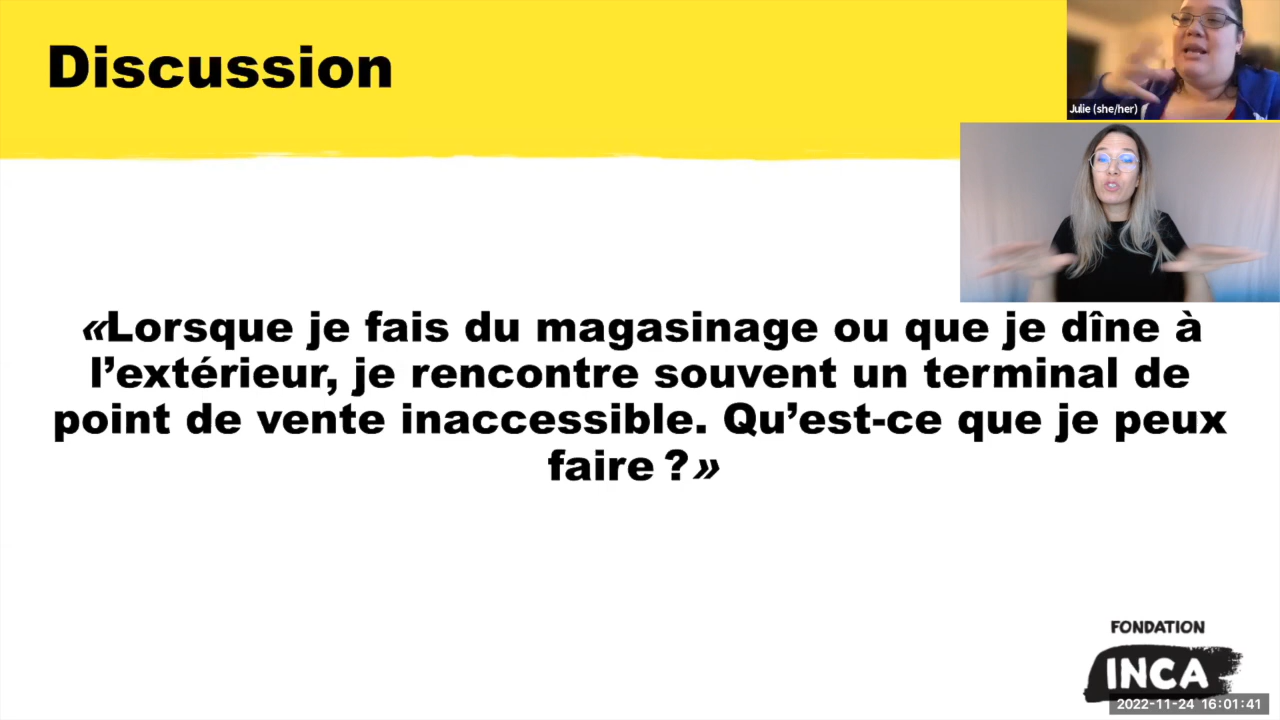 Discussion
Julie (she/her)
«Lorsque je fais du magasinage ou que je dîne à
l’extérieur, je rencontre souvent un terminal de
point de vente inaccessible. Qu’est-ce que je peux
faire ?»
FONDATION
INCA
2022-11-24 16:01:41